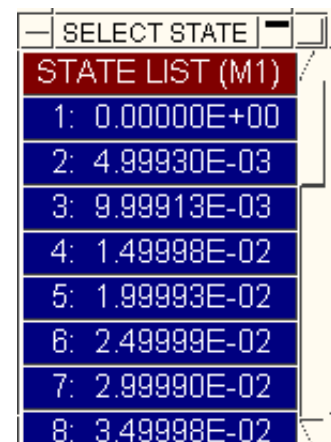 SELECT STATE
STATE LIST (M1)
1: 0.00000E+00
2: 4.99930E-03
3: 9.99913E-03
4: 1.49998E-02
5: 1.99993E-02
6: 2.49999E-02
7: 2.99990E-02
8: 3.49998E-02